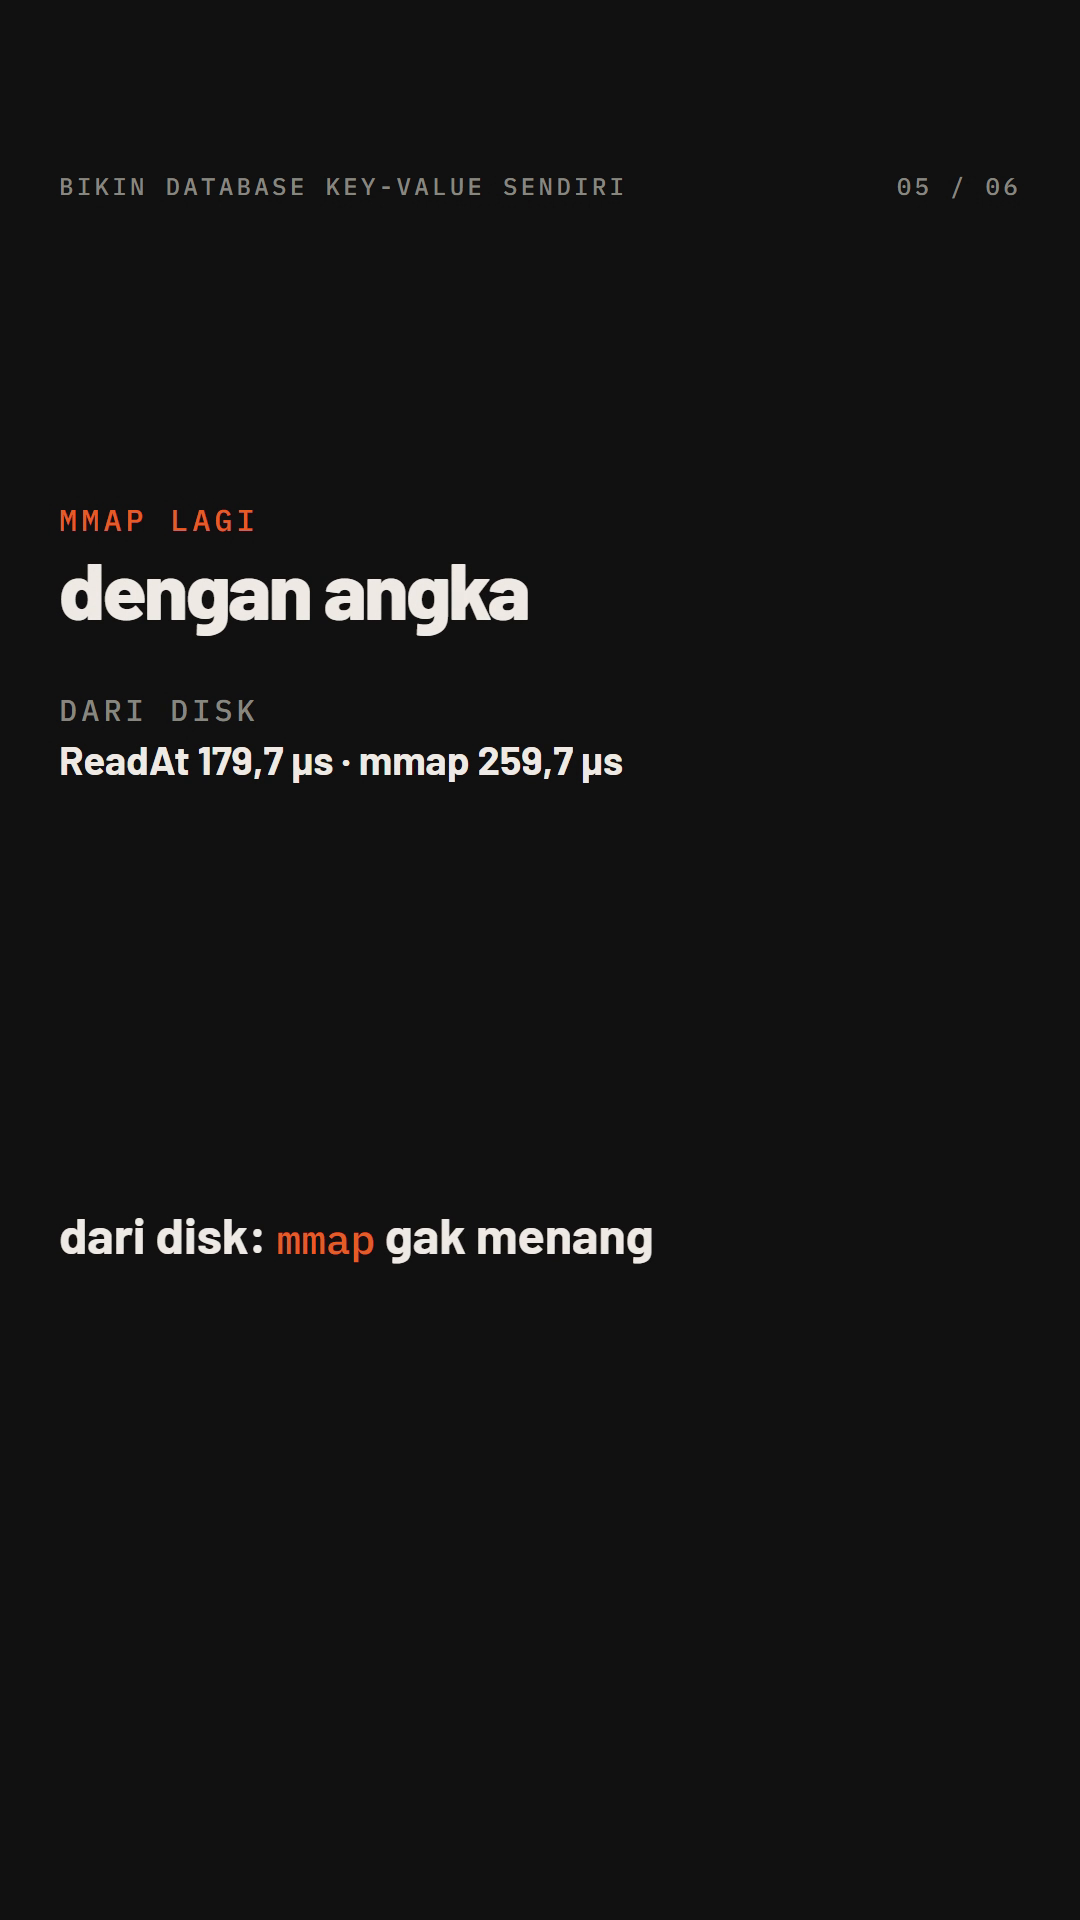 BIKIN DATABASE KEY-VALUE SENDIRI
05 / 06
MMAP LAGI
dengan angka
DARI DISK
ReadAt 179,7 µs · mmap 259,7 µs
dari disk: mmap gak menang